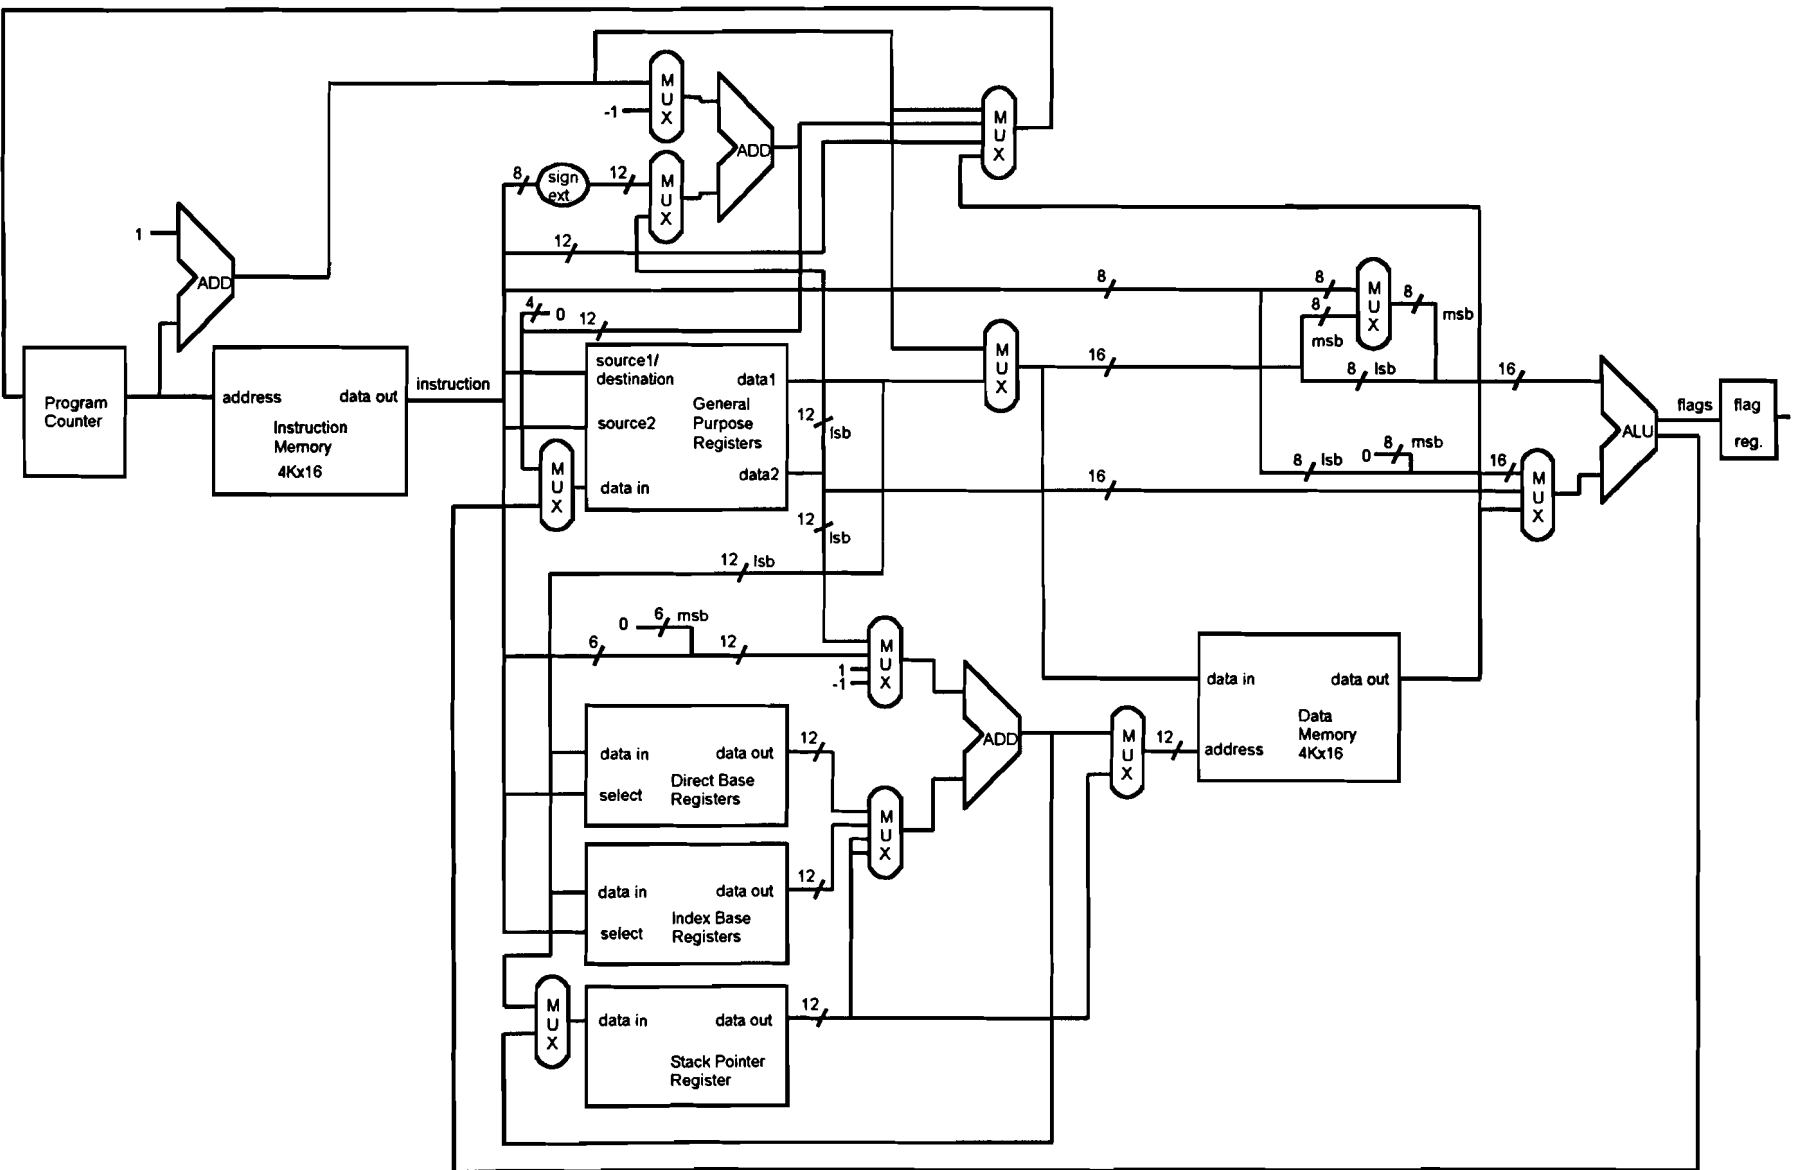 M
U
X
-1
ADD
M
U
X
8
sign
ext.
12
M
U
X
M
U
X
1
ADD
12
8
8
8
msb
M
U
X
8
msb
4
0
12
Program
Counter
address
data out
Instruction
Memory
4Kx16
instruction
source1/
destination
data1
source2
General
Purpose
Registers
data2
data in
M
U
X
12
lsb
12
lsb
M
U
X
16
8
lsb
16
8
lsb
0
8
msb
16
16
M
U
X
ALU
flags
flag
reg.
12
lsb
0
6
msb
6
12
1
-1
M
U
X
ADD
data in
data out
Direct Base
Registers
select
12
data in
data out
Index Base
Registers
select
12
M
U
X
M
U
X
12
data in
data out
Data
Memory
4Kx16
address
M
U
X
data in
data out
Stack Pointer
Register
12